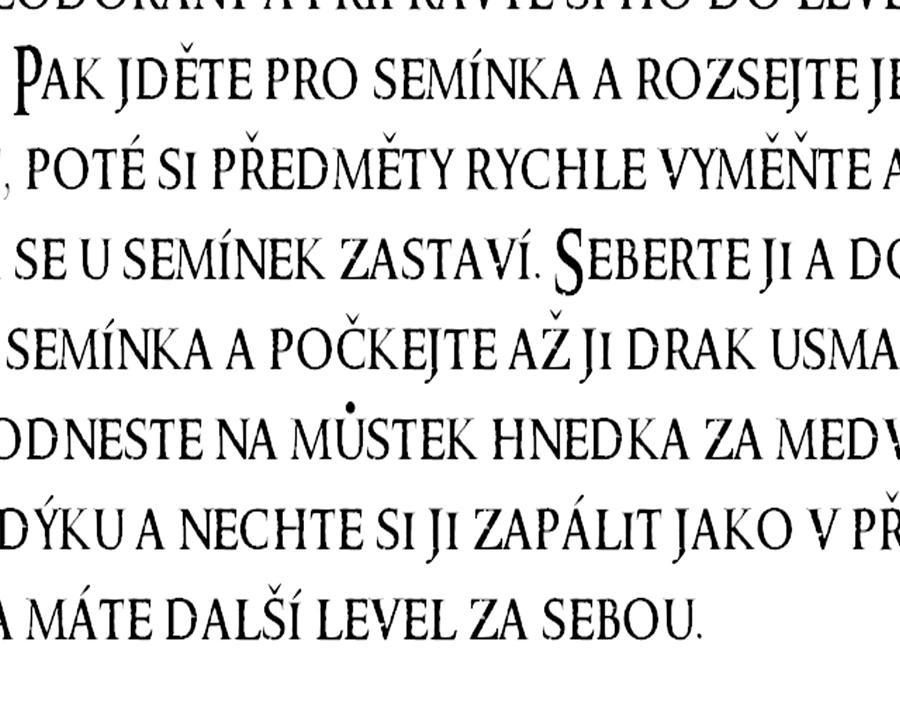 PAK JDĚTE PRO SEMÍNKA A ROZSEJTE JE
, POTÉ SI PŘEDMĚTY RYCHLE VYMĚŇTE A
SE U SEMÍNEK ZASTAVÍ. SEBERTE JI A DO
SEMÍNKA A POČKEJTE AŽ JI DRAK USMA
ODNESTE NA MŮSTEK HNEDKA ZA MEDV
DÝKU A NECHTE SI JI ZAPÁLIT JAKO V PŘ
A MÁTE DALŠÍ LEVEL ZA SEBOU.